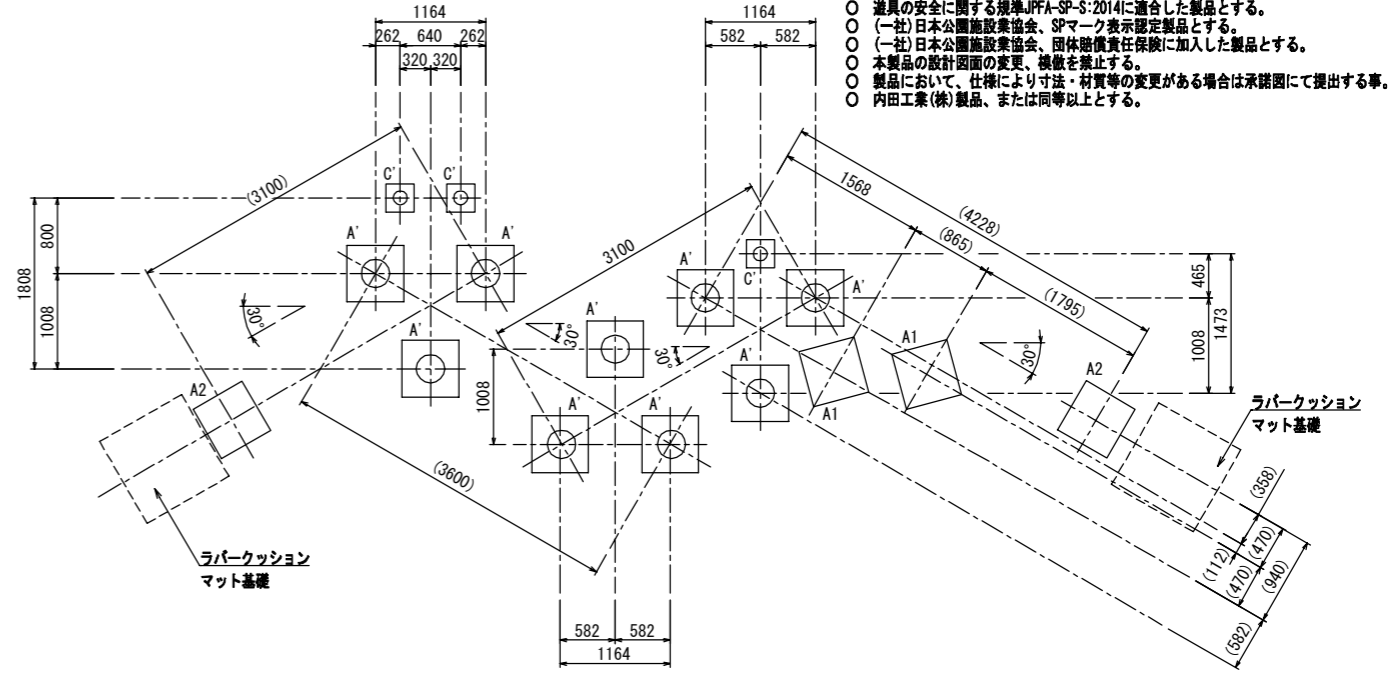 ○ 遊具の安全に関する規準JPFA-SP-S:2014に適合した製品とする。
○ (一社)日本公園施設業協会、SPマーク表示認定製品とする。
○ (一社)日本公園施設業協会、団体賠償責任保険に加入した製品とする。
○ 本製品の設計図面の変更、模倣を禁止する。
○ 製品において、仕様により寸法・材質等の変更がある場合は承諾図にて提出する事。
○ 内田工業(株)製品、または同等以上とする。
1164
262 640 262
320 320
1164
582 582
(3100)
C' C'
A' A'
A'
800
1808
1008
30°
A2
ラバークッション
マット基礎
(3600)
3100
A'
30°
30°
1008
A' A'
582 582
1164
A'
C'
A'
A'
1568
(4228)
(865)
(1795)
A1
A1
30°
A2
465
1008
1473
ラバークッション
マット基礎
(358)
(112)
(470)
(470)
(940)
(582)